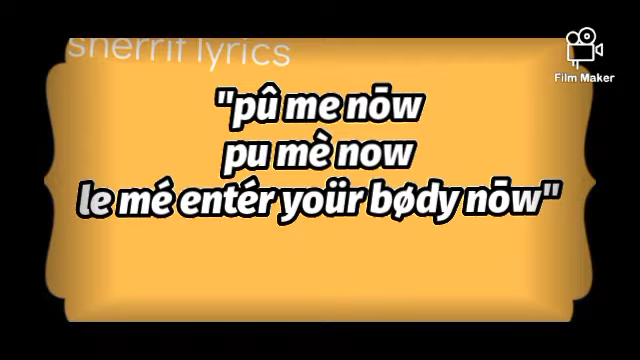 sherrif lyrics
Film Maker
"pû me nōw
pu mè now
le mé entér yoür bødy nōw"